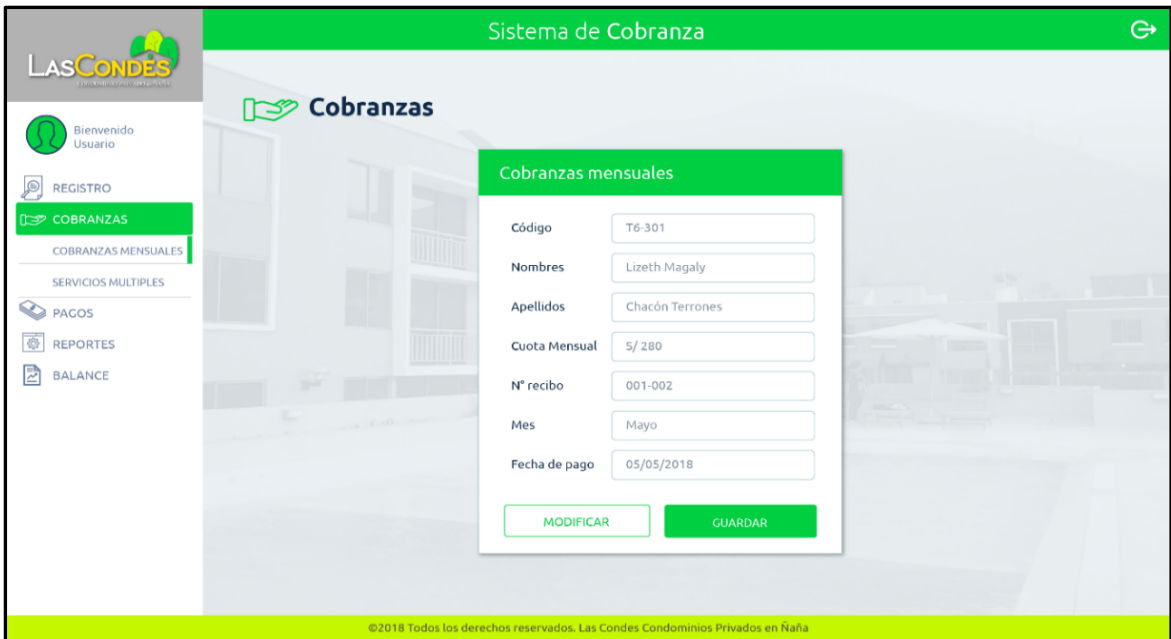 Sistema de Cobranza
LASCONDES
Bienvenido
Usuario
REGISTRO
COBRANZAS
COBRANZAS MENSUALES
SERVICIOS MULTIPLES
PAGOS
REPORTES
BALANCE
Cobranzas
Cobranzas mensuales
Código T6-301
Nombres Lizeth Magaly
Apellidos Chacón Terrones
Cuota Mensual S/ 280
N° recibo 001-002
Mes Mayo
Fecha de pago 05/05/2018
MODIFICAR GUARDAR
©2018 Todos los derechos reservados. Las Condes Condominios Privados en Ñaña